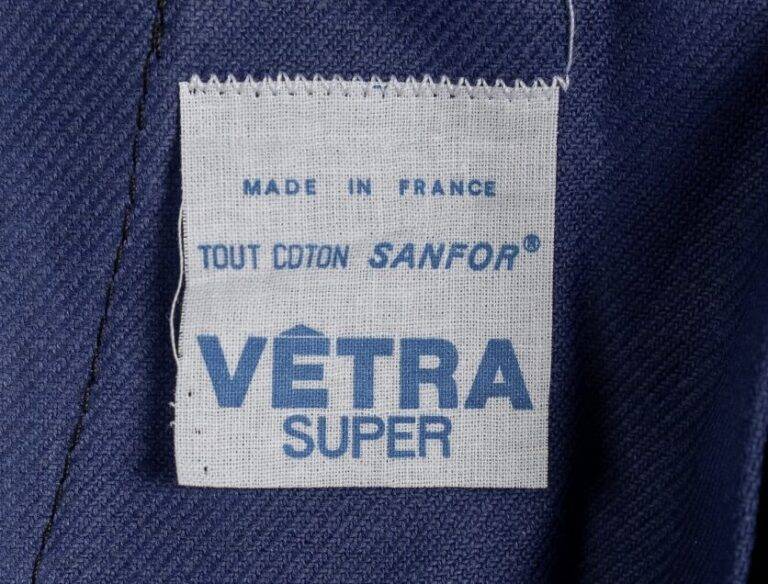 MADE IN FRANCE
TOUT COTON SANFOR®
VÊTRA
SUPER